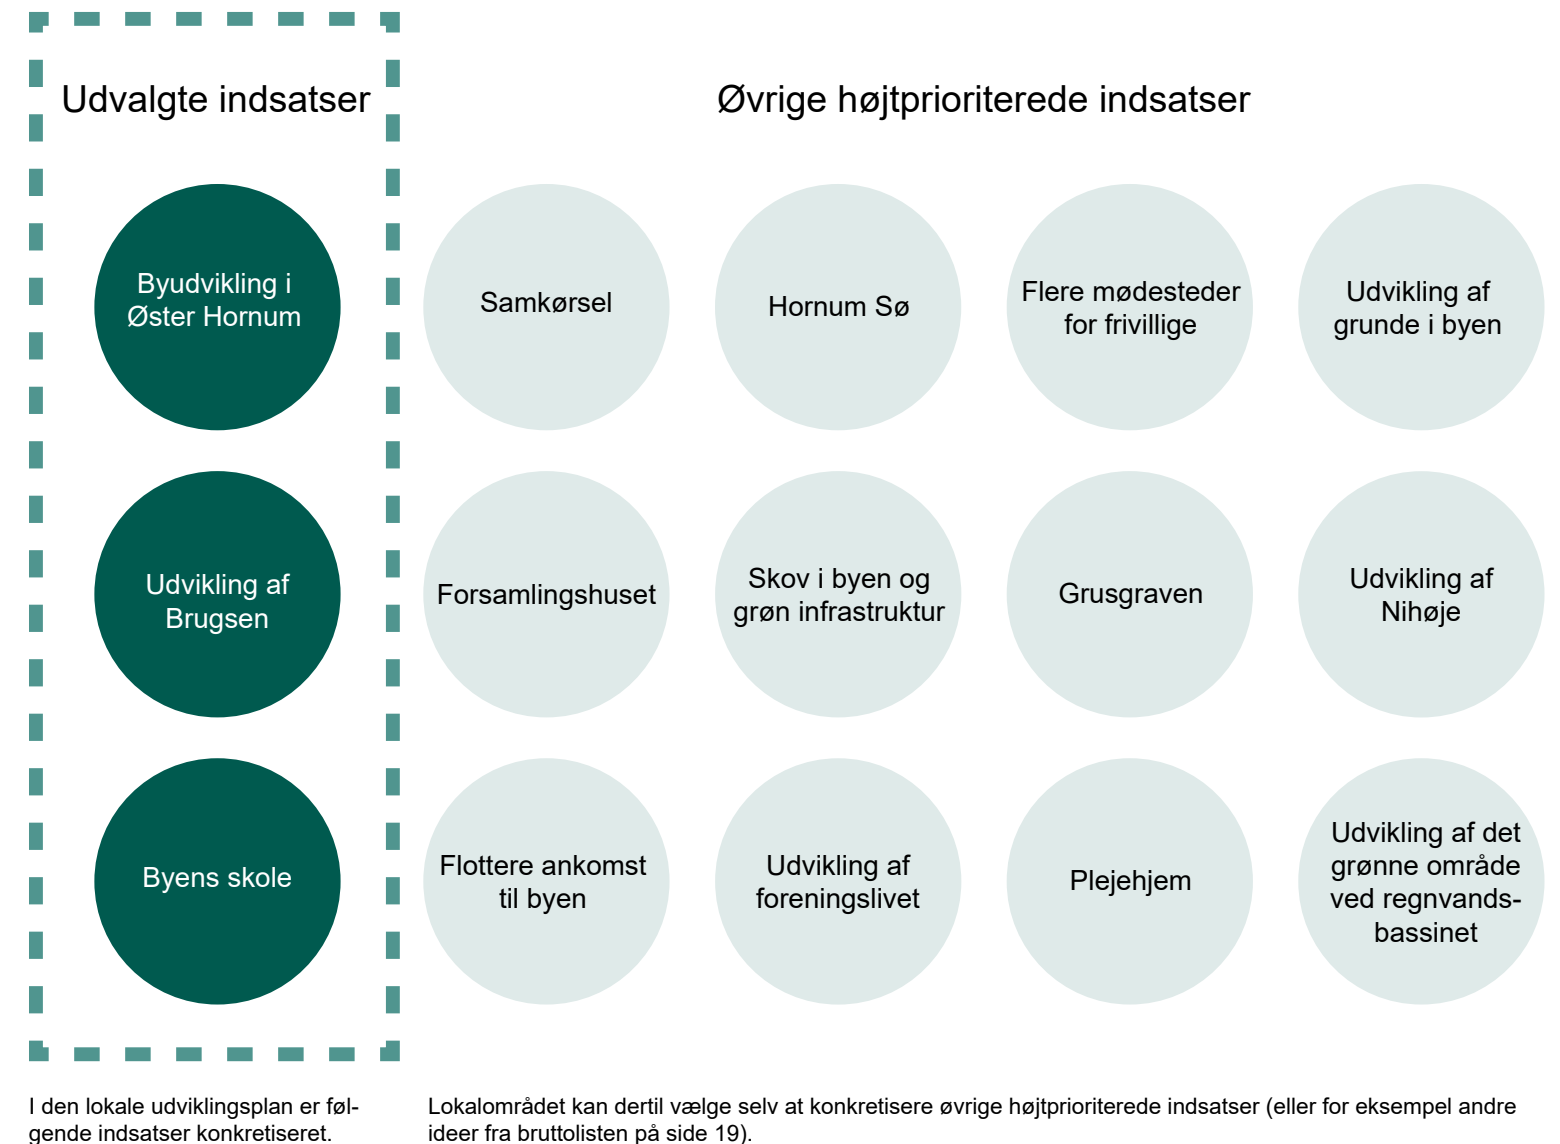 Udvalgte indsatser
Øvrige højtprioriterede indsatser
Byudvikling i
Øster Hornum
Samkørsel
Hornum Sø
Flere mødesteder
for frivillige
Udvikling af
grunde i byen
Udvikling af
Brugsen
Forsamlingshuset
Skov i byen og
grøn infrastruktur
Grusgraven
Udvikling af
Nihøje
Byens skole
Flottere ankomst
til byen
Udvikling af
foreningslivet
Plejehjem
Udvikling af det
grønne område
ved regnvands-
bassinet
I den lokale udviklingsplan er føl-
gende indsatser konkretiseret.
Lokalområdet kan dertil vælge selv at konkretisere øvrige højtprioriterede indsatser (eller for eksempel andre
ideer fra bruttolisten på side 19).